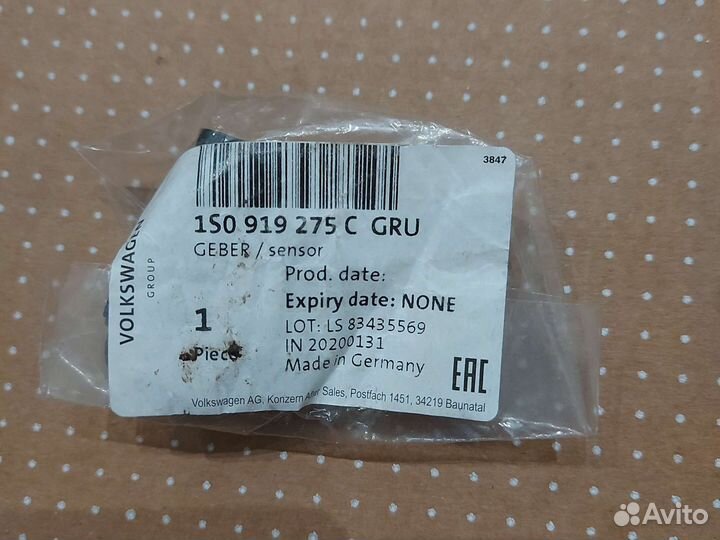 3847
1S0 919 275 C GRU
GEBER / sensor
Prod. date:
Expiry date: NONE
1
LOT: LS 83435569
Piece
IN 20200131
Made in Germany
EAC
Volkswagen AG, Konzern After Sales, Postfach 1451, 34219 Baunatal
VOLKSWAGEN
GROUP
Avito